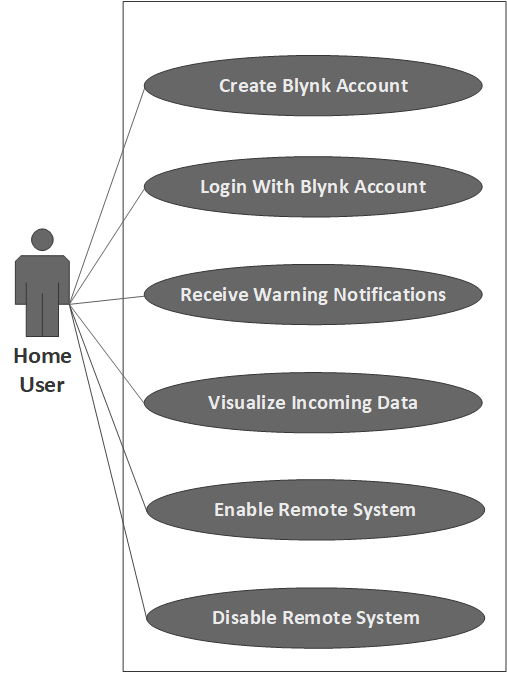 Create Blynk Account
Login With Blynk Account
Receive Warning Notifications
Home
User
Visualize Incoming Data
Enable Remote System
Disable Remote System